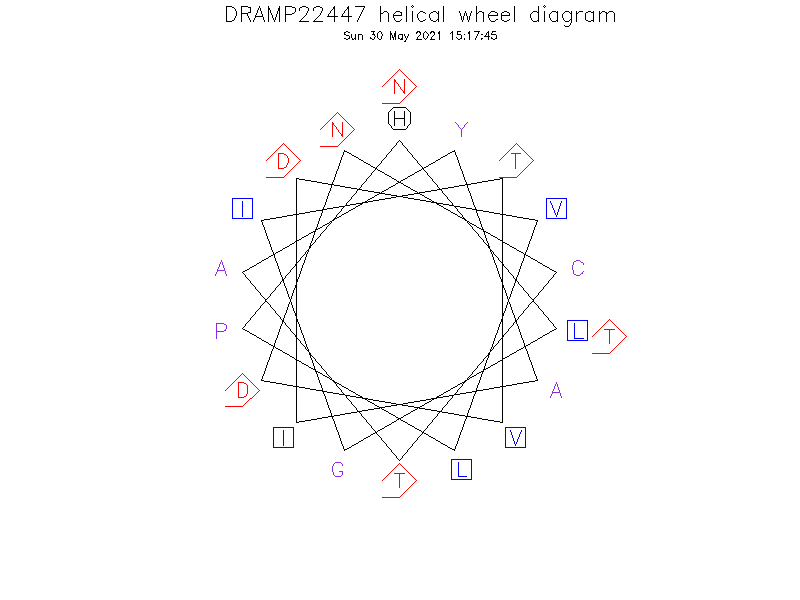 DRAMP22447 helical wheel diagram
Sun 30 May 2021 15:17:45
N
H
N Y
D T
I V
A C
P L T
D A
I V
G L
T